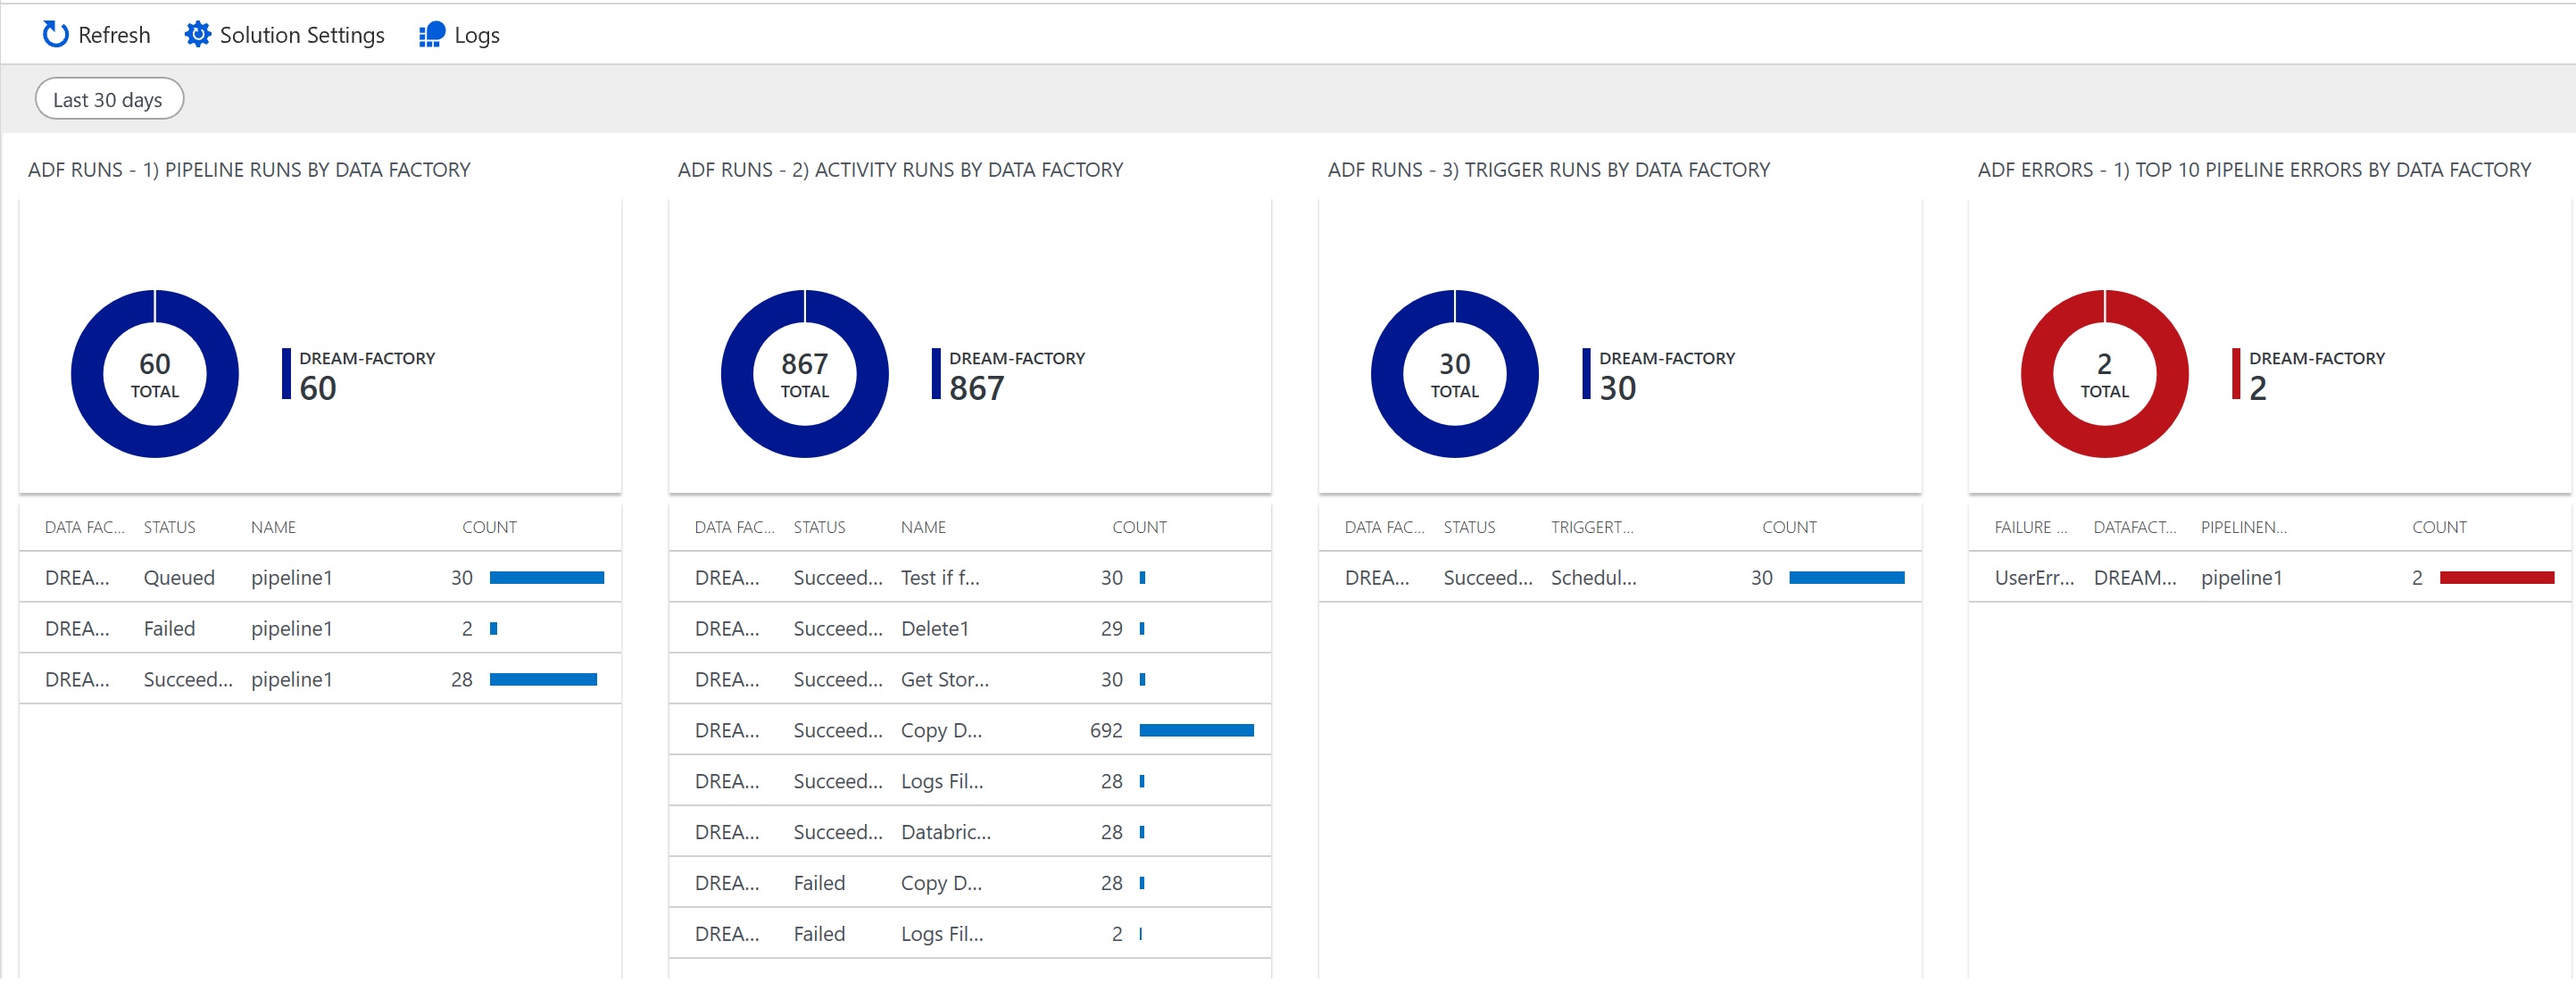 Refresh Solution Settings Logs
Last 30 days
ADF RUNS - 1) PIPELINE RUNS BY DATA FACTORY
60
TOTAL
DREAM-FACTORY
60
DATA FAC... STATUS NAME COUNT
DREA... Queued pipeline1 30
DREA... Failed pipeline1 2
DREA... Succeed... pipeline1 28
ADF RUNS - 2) ACTIVITY RUNS BY DATA FACTORY
867
TOTAL
DREAM-FACTORY
867
DATA FAC... STATUS NAME COUNT
DREA... Succeed... Test if f... 30
DREA... Succeed... Delete1 29
DREA... Succeed... Get Stor... 30
DREA... Succeed... Copy D... 692
DREA... Succeed... Logs Fil... 28
DREA... Succeed... Databric... 28
DREA... Failed Copy D... 28
DREA... Failed Logs Fil... 2
ADF RUNS - 3) TRIGGER RUNS BY DATA FACTORY
30
TOTAL
DREAM-FACTORY
30
DATA FAC... STATUS TRIGGERT... COUNT
DREA... Succeed... Schedul... 30
ADF ERRORS - 1) TOP 10 PIPELINE ERRORS BY DATA FACTORY
2
TOTAL
DREAM-FACTORY
2
FAILURE ... DATAFACT... PIPELINEN... COUNT
UserErr... DREAM... pipeline1 2